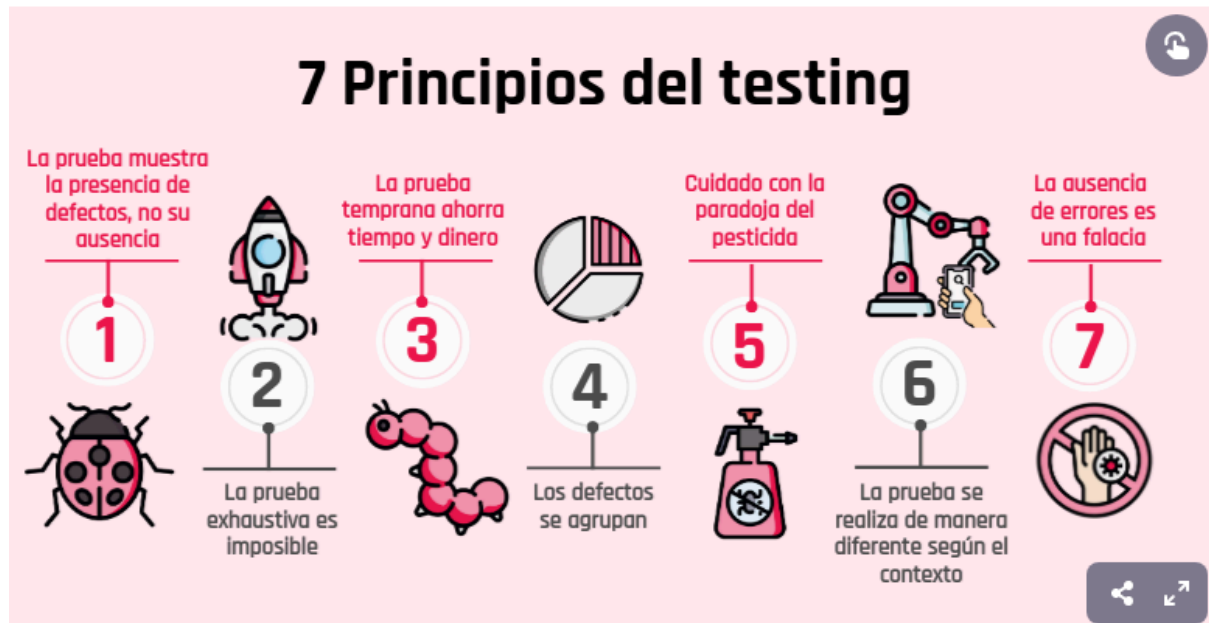 7 Principios del testing
La prueba muestra
la presencia de
defectos, no su
ausencia
1
2
La prueba
exhaustiva es
imposible
La prueba
temprana ahorra
tiempo y dinero
3
4
Los defectos
se agrupan
Cuidado con la
paradoja del
pesticida
5
6
La prueba se
realiza de manera
diferente según el
contexto
La ausencia
de errores es
una falacia
7